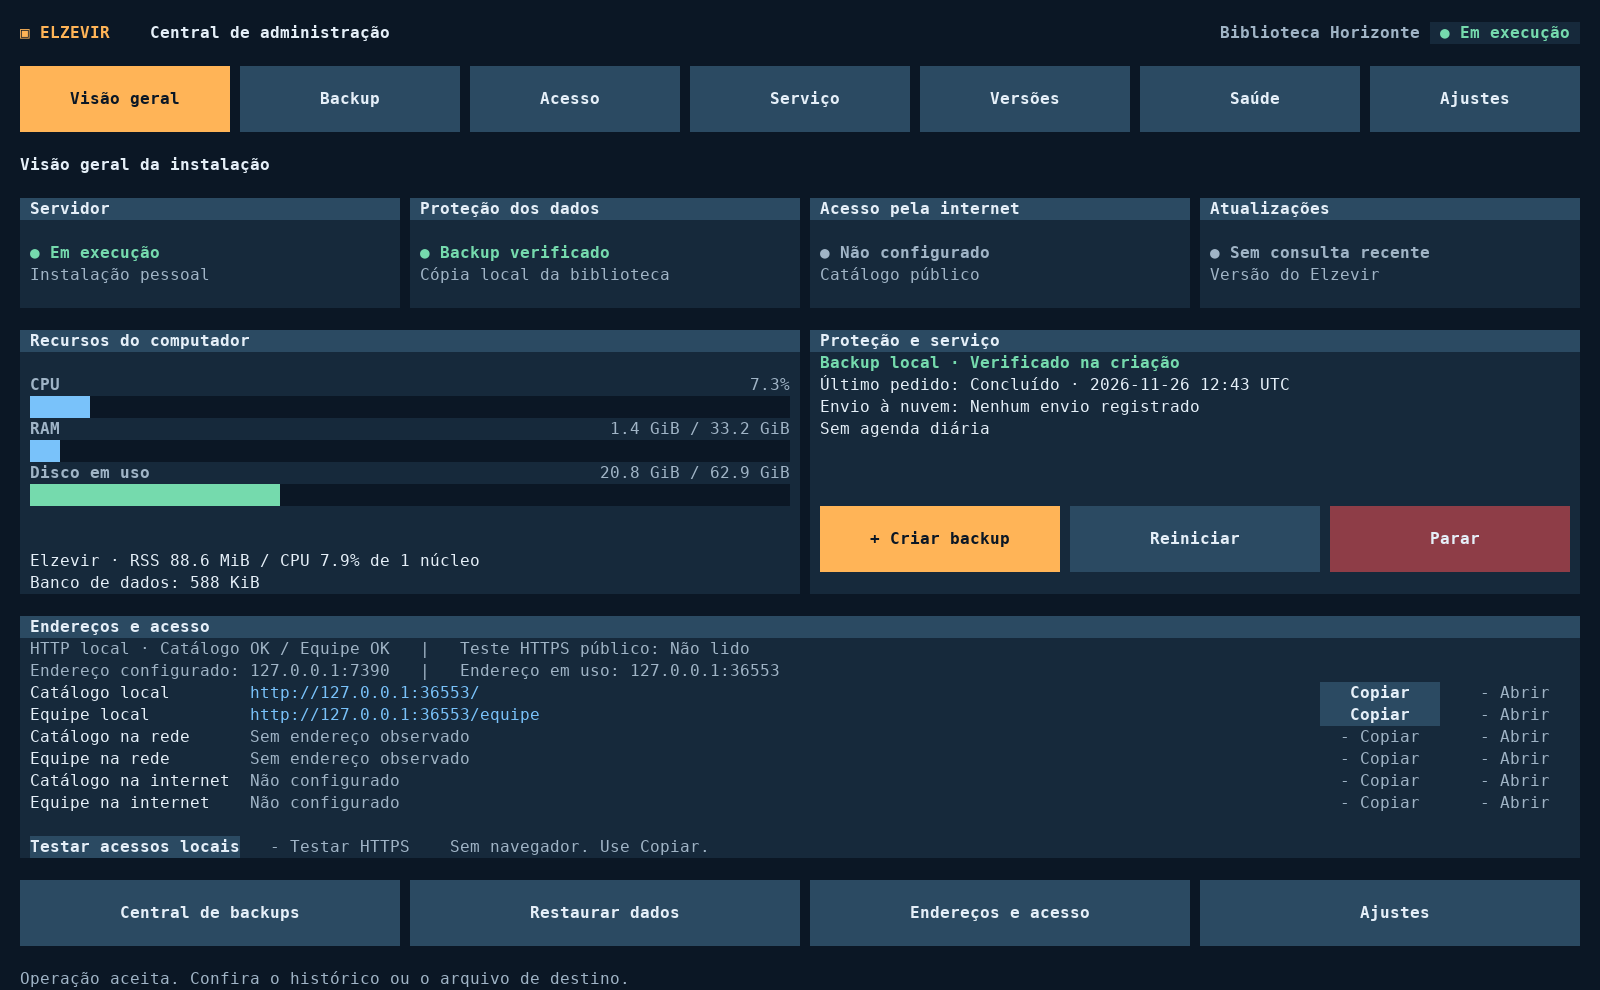 ▣ ELZEVIR    Central de administração    Biblioteca Horizonte ● Em execução
Visão geral    Backup    Acesso    Serviço    Versões    Saúde    Ajustes
Visão geral da instalação
Servidor    Proteção dos dados    Acesso pela internet    Atualizações
● Em execução    ● Backup verificado    ● Não configurado    ● Sem consulta recente
Instalação pessoal    Cópia local da biblioteca    Catálogo público    Versão do Elzevir
Recursos do computador
CPU    7.3%
RAM    1.4 GiB / 33.2 GiB
Disco em uso    20.8 GiB / 62.9 GiB
Elzevir · RSS 88.6 MiB / CPU 7.9% de 1 núcleo
Banco de dados: 588 KiB
Proteção e serviço
Backup local · Verificado na criação
Último pedido: Concluído · 2026-11-26 12:43 UTC
Envio à nuvem: Nenhum envio registrado
Sem agenda diária
+ Criar backup    Reiniciar    Parar
Endereços e acesso
HTTP local · Catálogo OK / Equipe OK   |   Teste HTTPS público: Não lido
Endereço configurado: 127.0.0.1:7390   |   Endereço em uso: 127.0.0.1:36553
Catálogo local    http://127.0.0.1:36553/    Copiar    - Abrir
Equipe local    http://127.0.0.1:36553/equipe    Copiar    - Abrir
Catálogo na rede    Sem endereço observado    - Copiar    - Abrir
Equipe na rede    Sem endereço observado    - Copiar    - Abrir
Catálogo na internet    Não configurado    - Copiar    - Abrir
Equipe na internet    Não configurado    - Copiar    - Abrir
Testar acessos locais    - Testar HTTPS    Sem navegador. Use Copiar.
Central de backups    Restaurar dados    Endereços e acesso    Ajustes
Operação aceita. Confira o histórico ou o arquivo de destino.